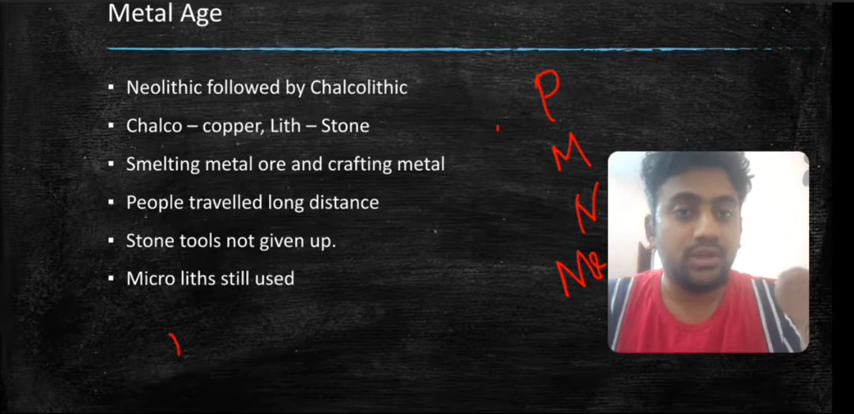 Metal Age
▪ Neolithic followed by Chalcolithic
▪ Chalco – copper, Lith – Stone
▪ Smelting metal ore and crafting metal
▪ People travelled long distance
▪ Stone tools not given up.
▪ Micro liths still used
P
M
N
Me